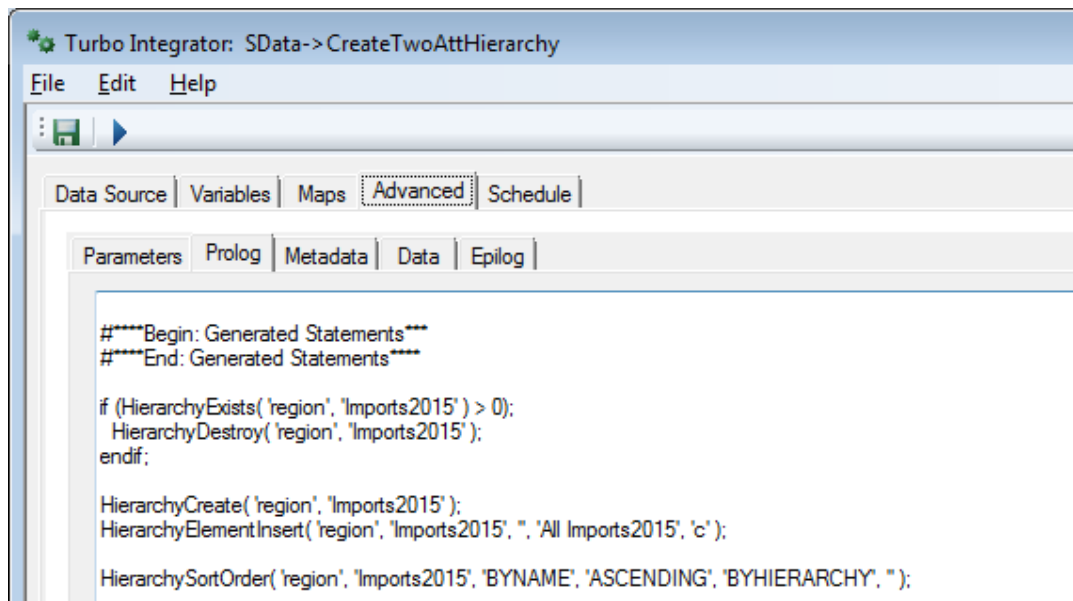 Turbo Integrator: SData->CreateTwoAttHierarchy
File Edit Help
Data Source Variables Maps Advanced Schedule
Parameters Prolog Metadata Data Epilog
#****Begin: Generated Statements***
#****End: Generated Statements****
if (HierarchyExists( 'region', 'Imports2015' ) > 0);
HierarchyDestroy( 'region', 'Imports2015' );
endif;
HierarchyCreate( 'region', 'Imports2015' );
HierarchyElementInsert( 'region', 'Imports2015', '', 'All Imports2015', 'c' );
HierarchySortOrder( 'region', 'Imports2015', 'BYNAME', 'ASCENDING', 'BYHIERARCHY', '' );